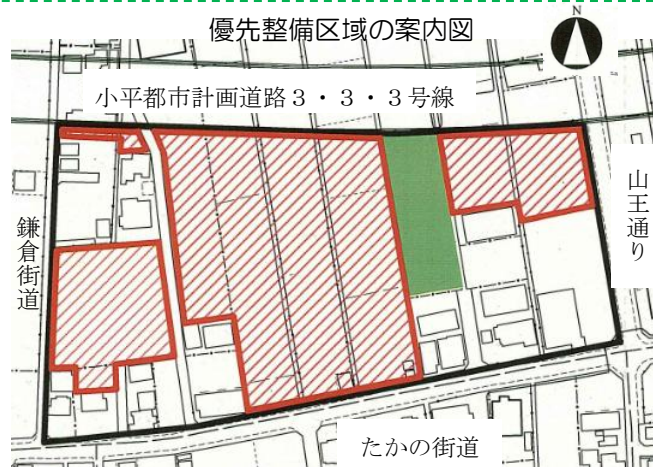 優先整備区域の案内図
N
小平都市計画道路３・３・３号線
鎌倉街道
山王通り
たかの街道